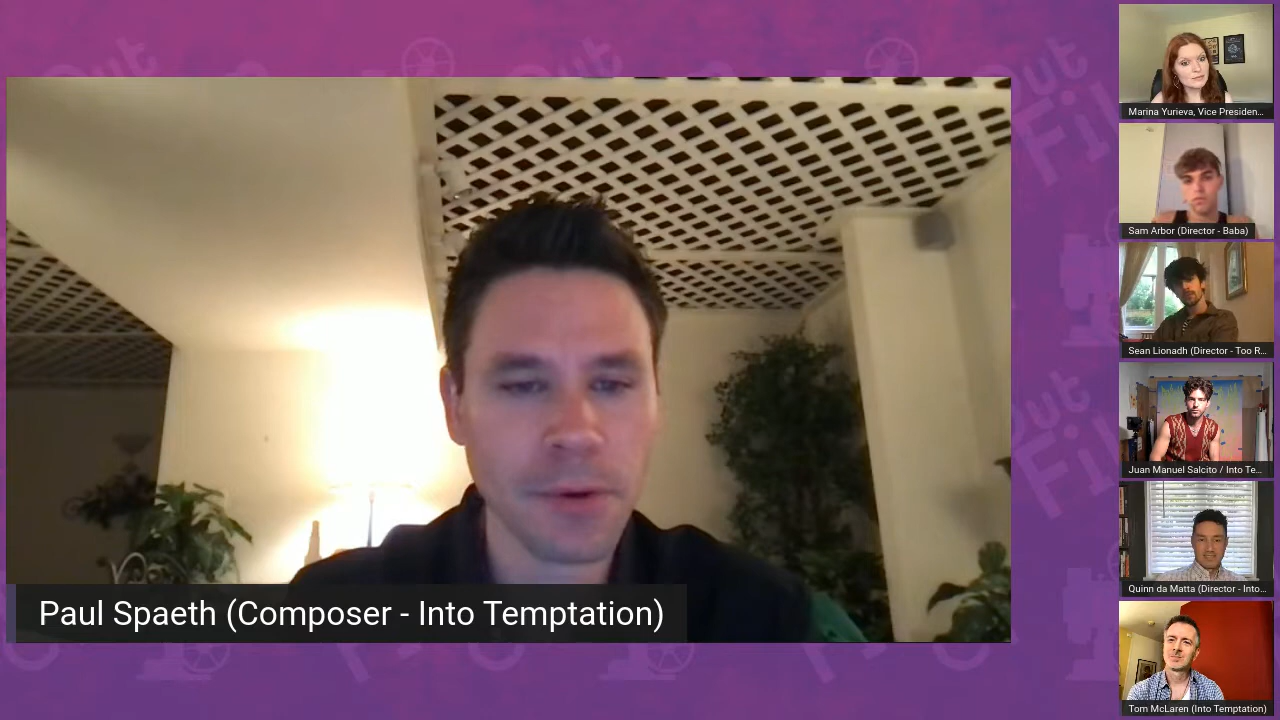 Paul Spaeth (Composer - Into Temptation)
Marina Yurieva, Vice Presiden...
Sam Arbor (Director - Baba)
Sean Lionadh (Director - Too R...
Juan Manuel Salcito / Into Te...
Quinn da Matta (Director - Into...
Tom McLaren (Into Temptation)